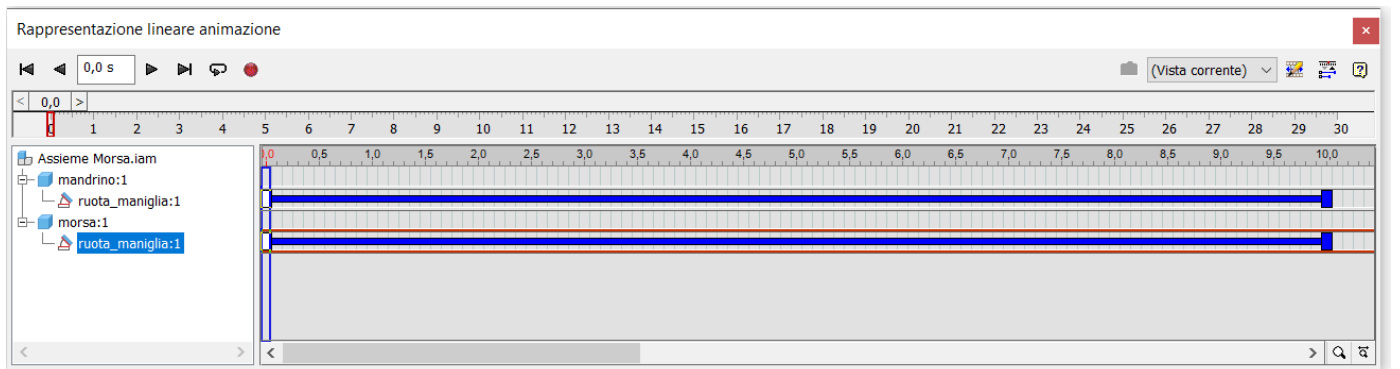 Rappresentazione lineare animazione
0,0 s
(Vista corrente)
< 0,0 >
0 1 2 3 4 5 6 7 8 9 10 11 12 13 14 15 16 17 18 19 20 21 22 23 24 25 26 27 28 29 30
0,0 0,5 1,0 1,5 2,0 2,5 3,0 3,5 4,0 4,5 5,0 5,5 6,0 6,5 7,0 7,5 8,0 8,5 9,0 9,5 10,0
Assieme Morsa.iam
mandrino:1
ruota_maniglia:1
morsa:1
ruota_maniglia:1